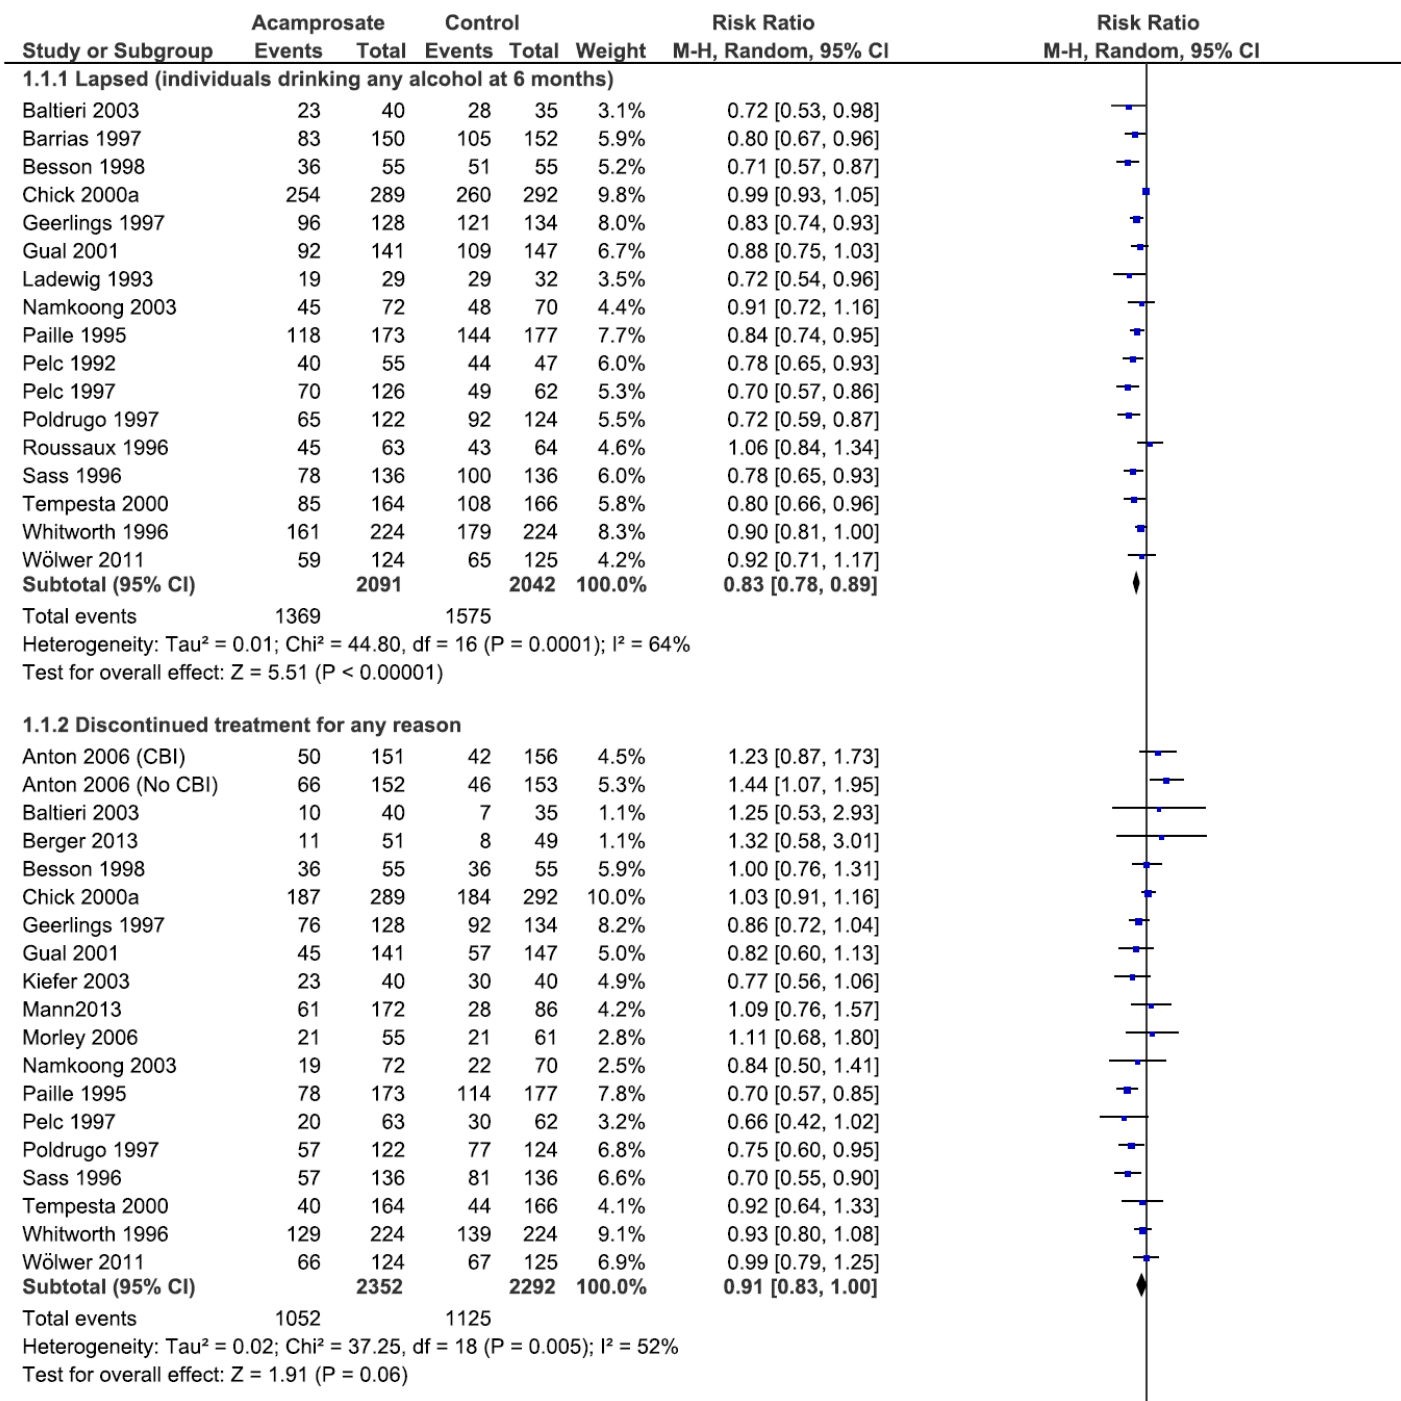 Acamprosate Control Risk Ratio Risk Ratio
Study or Subgroup Events Total Events Total Weight M-H, Random, 95% CI M-H, Random, 95% CI
1.1.1 Lapsed (individuals drinking any alcohol at 6 months)
Baltieri 2003 23 40 28 35 3.1% 0.72 [0.53, 0.98]
Barrias 1997 83 150 105 152 5.9% 0.80 [0.67, 0.96]
Besson 1998 36 55 51 55 5.2% 0.71 [0.57, 0.87]
Chick 2000a 254 289 260 292 9.8% 0.99 [0.93, 1.05]
Geerlings 1997 96 128 121 134 8.0% 0.83 [0.74, 0.93]
Gual 2001 92 141 109 147 6.7% 0.88 [0.75, 1.03]
Ladewig 1993 19 29 29 32 3.5% 0.72 [0.54, 0.96]
Namkoong 2003 45 72 48 70 4.4% 0.91 [0.72, 1.16]
Paille 1995 118 173 144 177 7.7% 0.84 [0.74, 0.95]
Pelc 1992 40 55 44 47 6.0% 0.78 [0.65, 0.93]
Pelc 1997 70 126 49 62 5.3% 0.70 [0.57, 0.86]
Poldrugo 1997 65 122 92 124 5.5% 0.72 [0.59, 0.87]
Roussaux 1996 45 63 43 64 4.6% 1.06 [0.84, 1.34]
Sass 1996 78 136 100 136 6.0% 0.78 [0.65, 0.93]
Tempesta 2000 85 164 108 166 5.8% 0.80 [0.66, 0.96]
Whitworth 1996 161 224 179 224 8.3% 0.90 [0.81, 1.00]
Wölwer 2011 59 124 65 125 4.2% 0.92 [0.71, 1.17]
Subtotal (95% CI) 2091 2042 100.0% 0.83 [0.78, 0.89]
Total events 1369 1575
Heterogeneity: Tau² = 0.01; Chi² = 44.80, df = 16 (P = 0.0001); I² = 64%
Test for overall effect: Z = 5.51 (P < 0.00001)
1.1.2 Discontinued treatment for any reason
Anton 2006 (CBI) 50 151 42 156 4.5% 1.23 [0.87, 1.73]
Anton 2006 (No CBI) 66 152 46 153 5.3% 1.44 [1.07, 1.95]
Baltieri 2003 10 40 7 35 1.1% 1.25 [0.53, 2.93]
Berger 2013 11 51 8 49 1.1% 1.32 [0.58, 3.01]
Besson 1998 36 55 36 55 5.9% 1.00 [0.76, 1.31]
Chick 2000a 187 289 184 292 10.0% 1.03 [0.91, 1.16]
Geerlings 1997 76 128 92 134 8.2% 0.86 [0.72, 1.04]
Gual 2001 45 141 57 147 5.0% 0.82 [0.60, 1.13]
Kiefer 2003 23 40 30 40 4.9% 0.77 [0.56, 1.06]
Mann2013 61 172 28 86 4.2% 1.09 [0.76, 1.57]
Morley 2006 21 55 21 61 2.8% 1.11 [0.68, 1.80]
Namkoong 2003 19 72 22 70 2.5% 0.84 [0.50, 1.41]
Paille 1995 78 173 114 177 7.8% 0.70 [0.57, 0.85]
Pelc 1997 20 63 30 62 3.2% 0.66 [0.42, 1.02]
Poldrugo 1997 57 122 77 124 6.8% 0.75 [0.60, 0.95]
Sass 1996 57 136 81 136 6.6% 0.70 [0.55, 0.90]
Tempesta 2000 40 164 44 166 4.1% 0.92 [0.64, 1.33]
Whitworth 1996 129 224 139 224 9.1% 0.93 [0.80, 1.08]
Wölwer 2011 66 124 67 125 6.9% 0.99 [0.79, 1.25]
Subtotal (95% CI) 2352 2292 100.0% 0.91 [0.83, 1.00]
Total events 1052 1125
Heterogeneity: Tau² = 0.02; Chi² = 37.25, df = 18 (P = 0.005); I² = 52%
Test for overall effect: Z = 1.91 (P = 0.06)